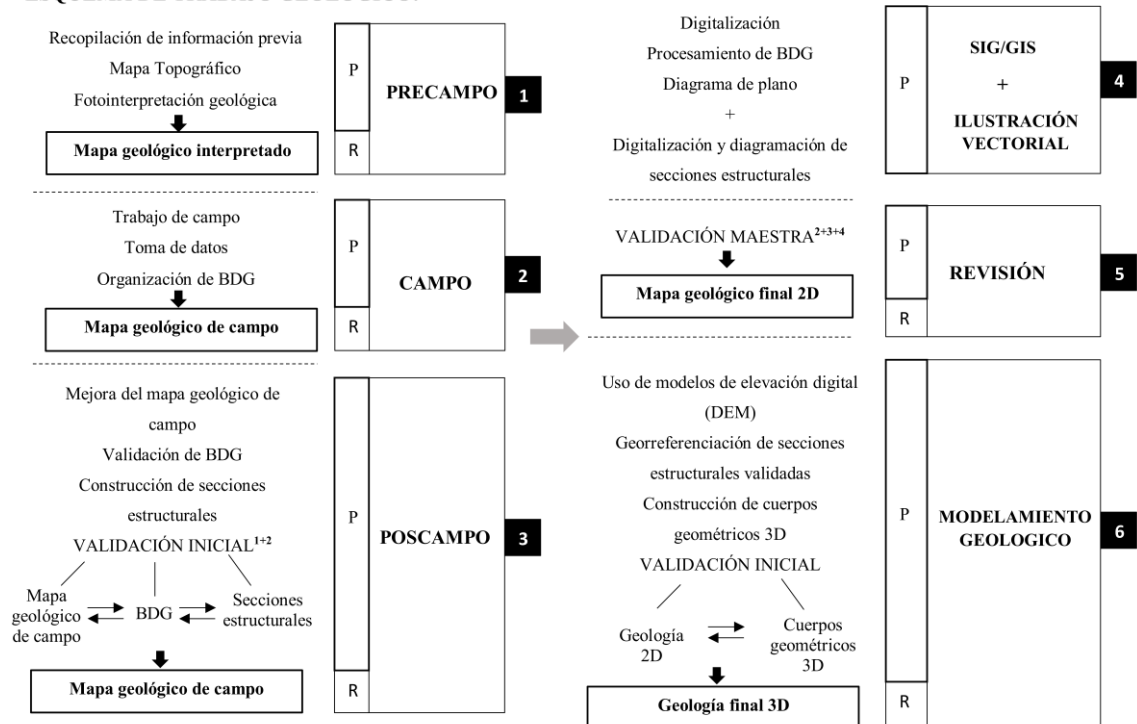 Recopilación de información previa
Mapa Topográfico
Fotointerpretación geológica
Mapa geológico interpretado
P
R
PRECAMPO
1
Trabajo de campo
Toma de datos
Organización de BDG
Mapa geológico de campo
P
R
CAMPO
2
Mejora del mapa geológico de
campo
Validación de BDG
Construcción de secciones
estructurales
VALIDACIÓN INICIAL1+2
Mapa
geológico
de campo
BDG
Secciones
estructurales
Mapa geológico de campo
P
R
POSCAMPO
3
Digitalización
Procesamiento de BDG
Diagrama de plano
+
Digitalización y diagramación de
secciones estructurales
P
SIG/GIS
+
ILUSTRACIÓN
VECTORIAL
4
VALIDACIÓN MAESTRA2+3+4
Mapa geológico final 2D
P
R
REVISIÓN
5
Uso de modelos de elevación digital
(DEM)
Georreferenciación de secciones
estructurales validadas
Construcción de cuerpos
geométricos 3D
VALIDACIÓN INICIAL
Geología
2D
Cuerpos
geométricos
3D
Geología final 3D
P
R
MODELAMIENTO
GEOLOGICO
6